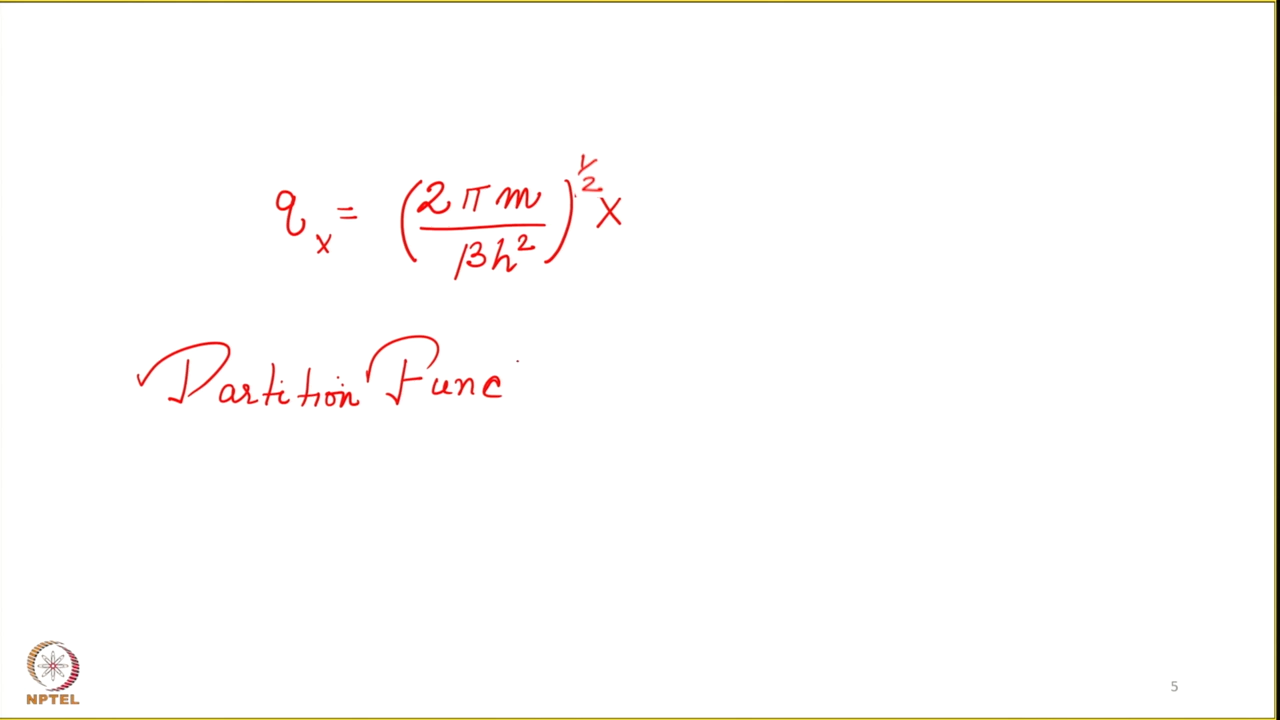 q_x = (2πm / βh²)^½ X
Partition Func
NPTEL
5